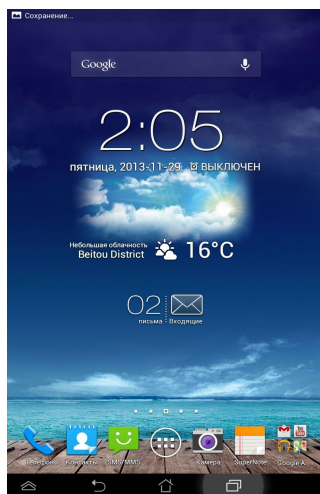 Сохранение...
Google
2:05
пятница, 2013-11-29 ВЫКЛЮЧЕН
Небольшая облачность
Beitou District
16°C
02
письма - Входящие
Телефон Контакты SMS/MMS Камера SuperNote Google A